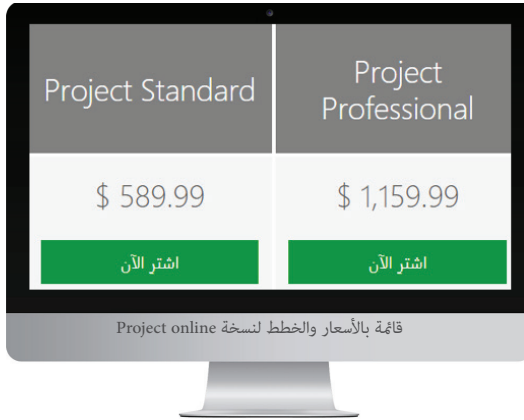 Project Standard
Project
Professional
$ 589.99
$ 1,159.99
اشتر الآن
اشتر الآن
قائمة بالأسعار والخطط لنسخة Project online